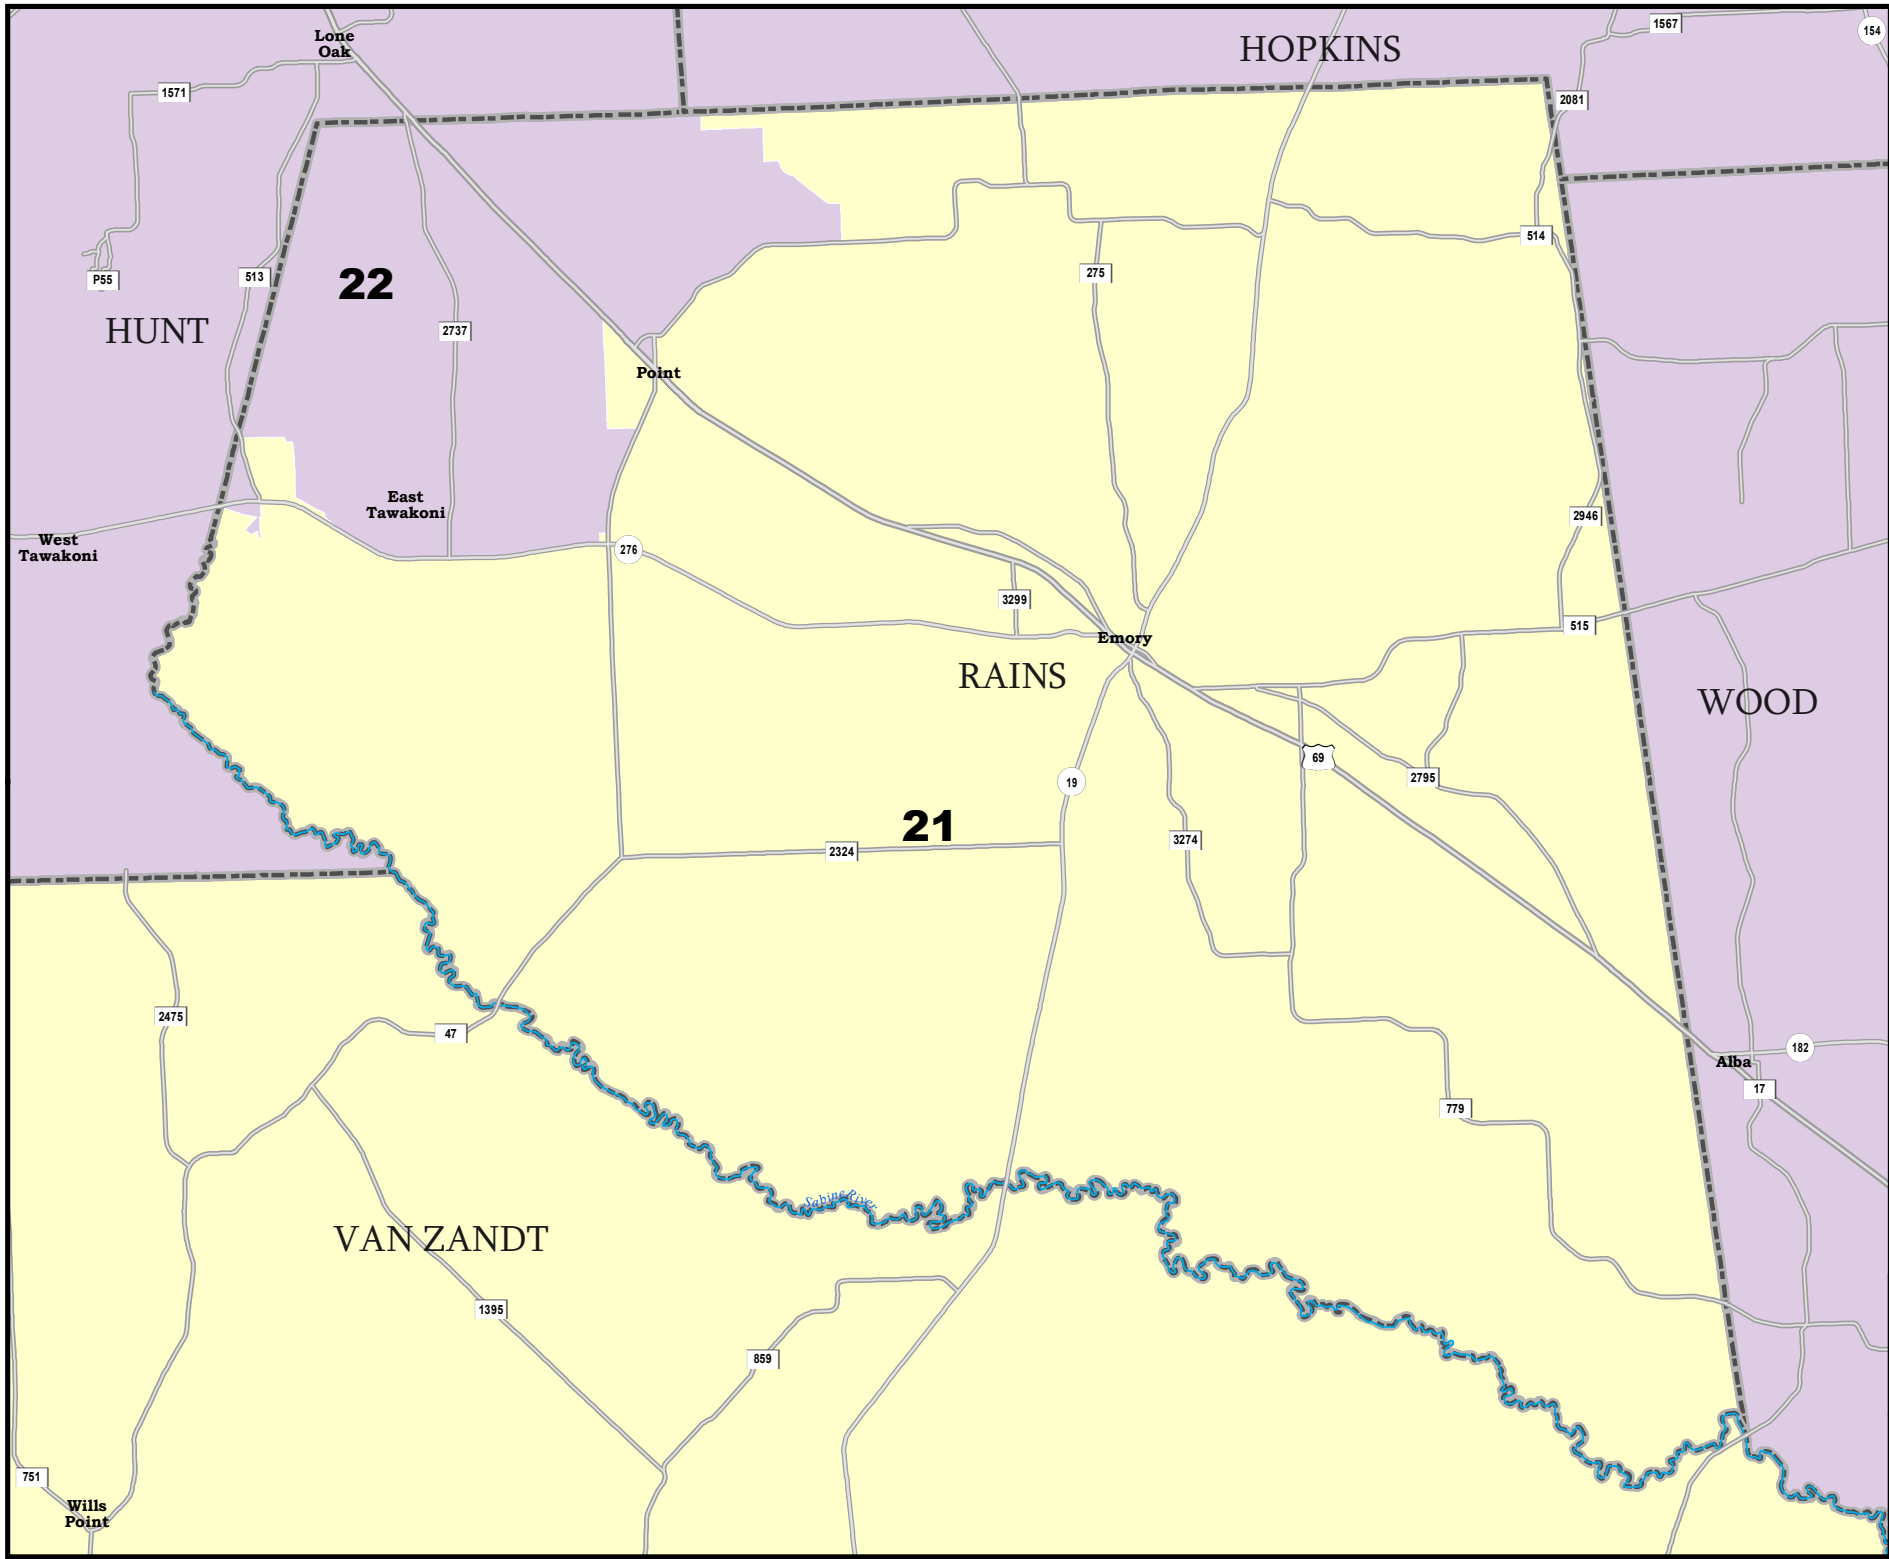 Lone
Oak
HOPKINS
1567
154
1571
2081
P55
513
22
275
514
HUNT
2737
Point
East
Tawakoni
2946
West
Tawakoni
276
3299
515
Emory
RAINS
WOOD
69
2795
19
21
3274
2324
2475
47
182
Alba
17
779
Sabine River
VAN ZANDT
1395
859
751
Wills
Point